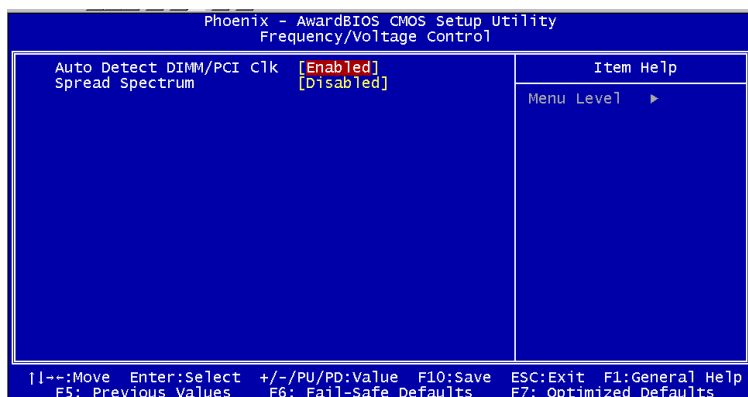 Phoenix - AwardBIOS CMOS Setup Utility
Frequency/Voltage Control
Auto Detect DIMM/PCI Clk [Enabled]
Spread Spectrum [Disabled]
Item Help
Menu Level ►
↑↓→←:Move Enter:Select +/-/PU/PD:Value F10:Save ESC:Exit F1:General Help
F5: Previous Values F6: Fail-Safe Defaults F7: Optimized Defaults